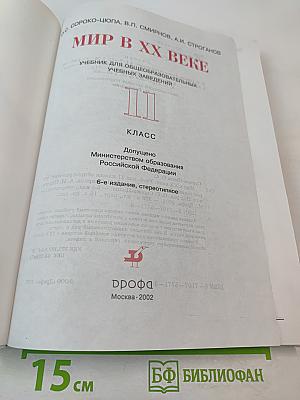 СОРОКО-ЦЮПА, В.П. СМИРНОВ, А.И. СТРОГАНОВ
МИР В XX ВЕКЕ
УЧЕБНИК ДЛЯ ОБЩЕОБРАЗОВАТЕЛЬНЫХ
УЧЕБНЫХ ЗАВЕДЕНИЙ
11
КЛАСС
Допущено
Министерством образования
Российской Федерации
6-е издание, стереотипное
дрофа
Москва · 2002
15 см
БФ БИБЛИОФАН